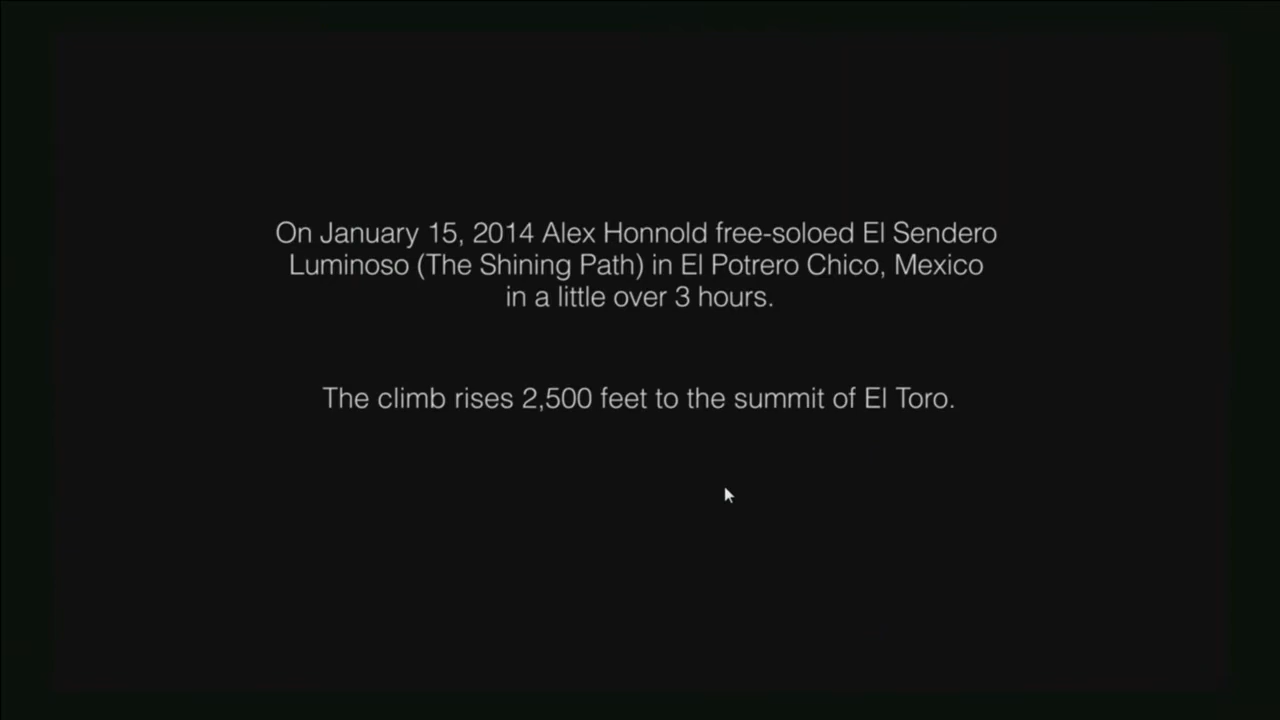 On January 15, 2014 Alex Honnold free-soloed El Sendero
Luminoso (The Shining Path) in El Potrero Chico, Mexico
in a little over 3 hours.
The climb rises 2,500 feet to the summit of El Toro.